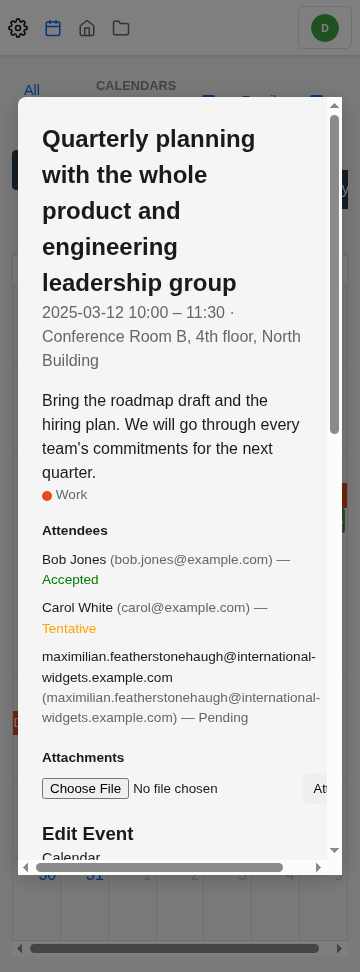 D
All
CALENDARS
Quarterly planning
with the whole
product and
engineering
leadership group
2025-03-12 10:00 – 11:30 ·
Conference Room B, 4th floor, North
Building
Bring the roadmap draft and the
hiring plan. We will go through every
team's commitments for the next
quarter.
Work
Attendees
Bob Jones (bob.jones@example.com) —
Accepted
Carol White (carol@example.com) —
Tentative
maximilian.featherstonehaugh@international-
widgets.example.com
(maximilian.featherstonehaugh@international-
widgets.example.com) — Pending
Attachments
Choose File No file chosen
Edit Event
Calendar
30 31 1 2 3 4 5